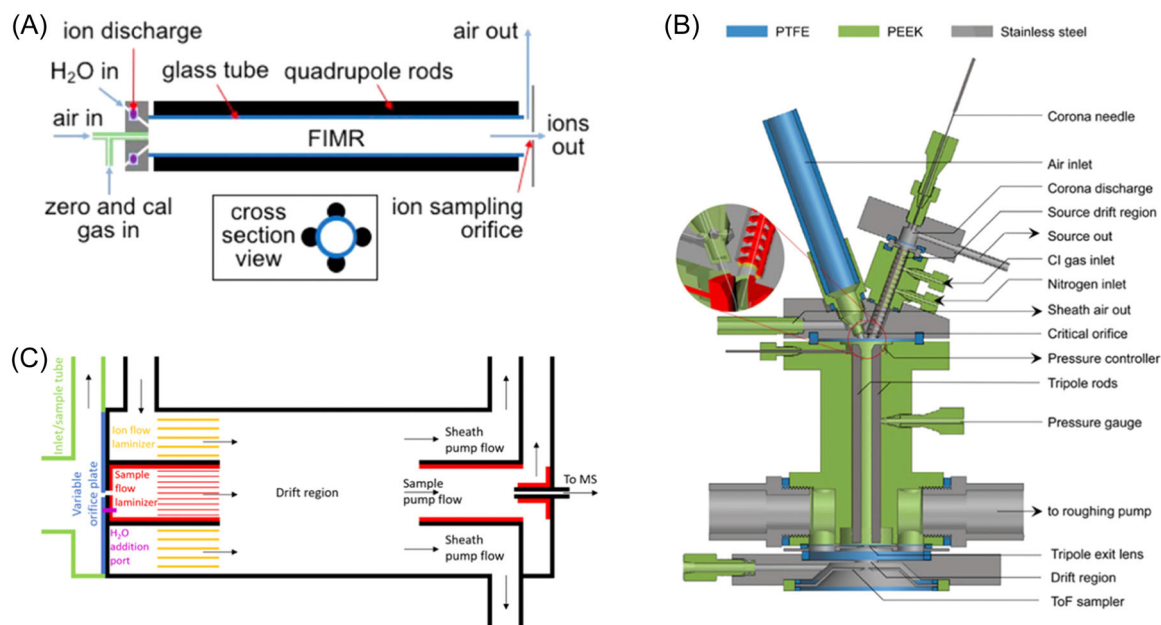 (A)
ion discharge
H₂O in
glass tube
quadrupole rods
air out
air in
FIMR
ions
out
zero and cal
gas in
cross
section
view
ion sampling
orifice
(B)
PTFE
PEEK
Stainless steel
Corona needle
Air inlet
Corona discharge
Source drift region
Source out
CI gas inlet
Nitrogen inlet
Sheath air out
Critical orifice
Pressure controller
Tripole rods
Pressure gauge
to roughing pump
Tripole exit lens
Drift region
ToF sampler
(C)
Inlet/sample tube
Variable
orifice plate
Ion flow
laminizer
Sample
flow
laminizer
H₂O
addition
port
Drift region
Sheath
pump flow
Sample
pump flow
Sheath
pump flow
To MS